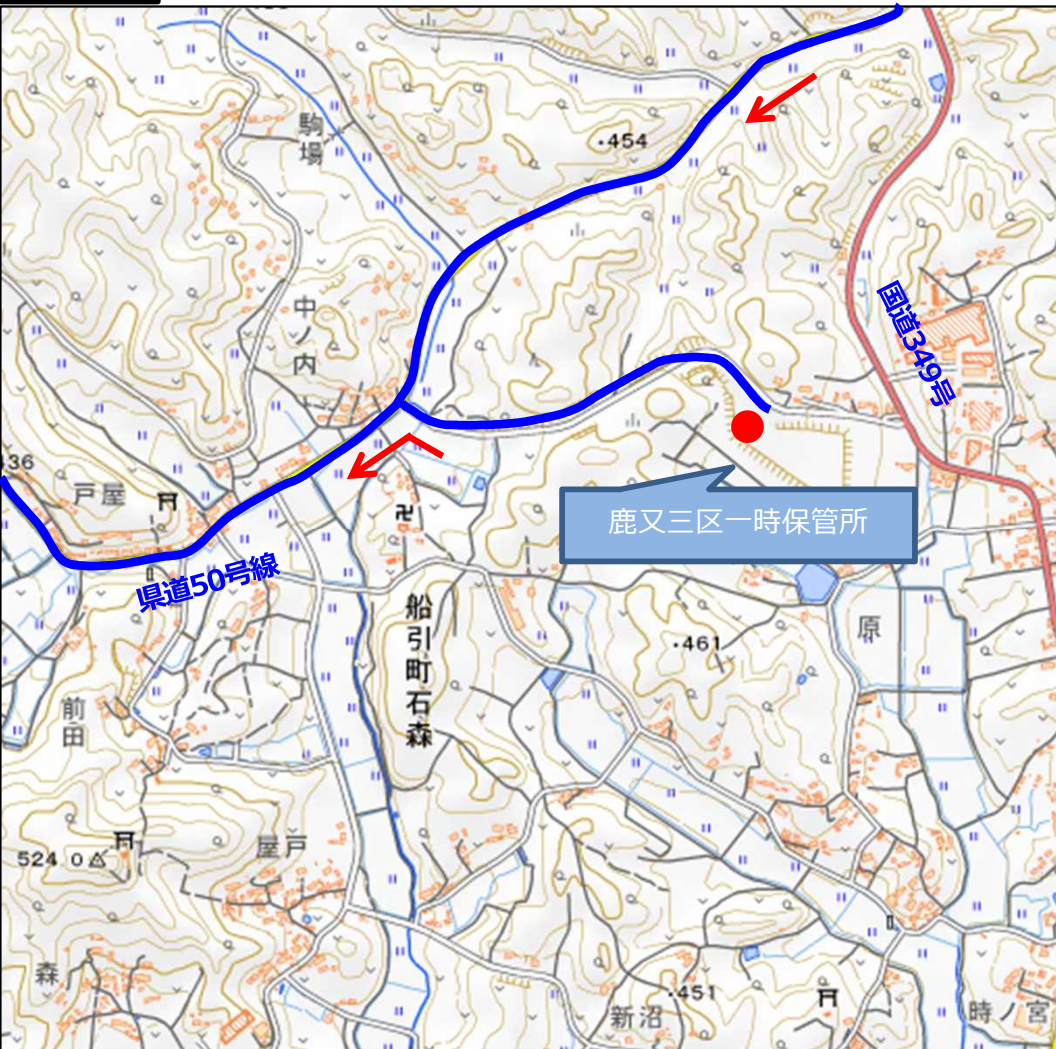 ・454
駒場
中ノ内
国道349号
436
戸屋
鹿又三区一時保管所
県道50号線
船引町石森
・461
原
前田
屋戸
524.0
森
・451
新沼
時ノ宮